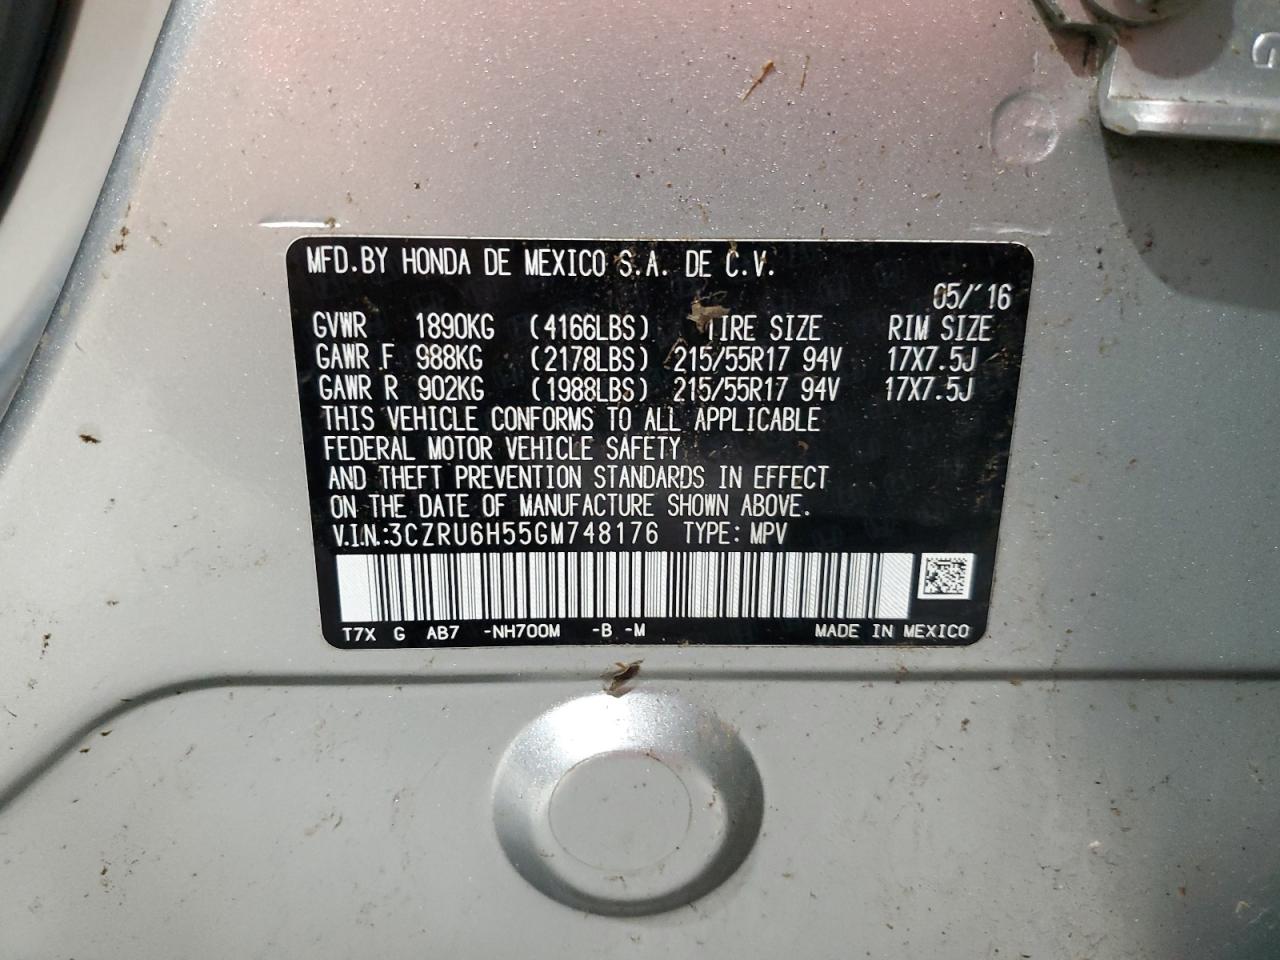 MFD.BY HONDA DE MEXICO S.A. DE C.V.
05/'16
GVWR 1890KG (4166LBS) TIRE SIZE RIM SIZE
GAWR F 988KG (2178LBS) 215/55R17 94V 17X7.5J
GAWR R 902KG (1988LBS) 215/55R17 94V 17X7.5J
THIS VEHICLE CONFORMS TO ALL APPLICABLE
FEDERAL MOTOR VEHICLE SAFETY
AND THEFT PREVENTION STANDARDS IN EFFECT
ON THE DATE OF MANUFACTURE SHOWN ABOVE.
V.I.N.:3CZRU6H55GM748176 TYPE: MPV
T7X G AB7 -NH700M -B -M MADE IN MEXICO